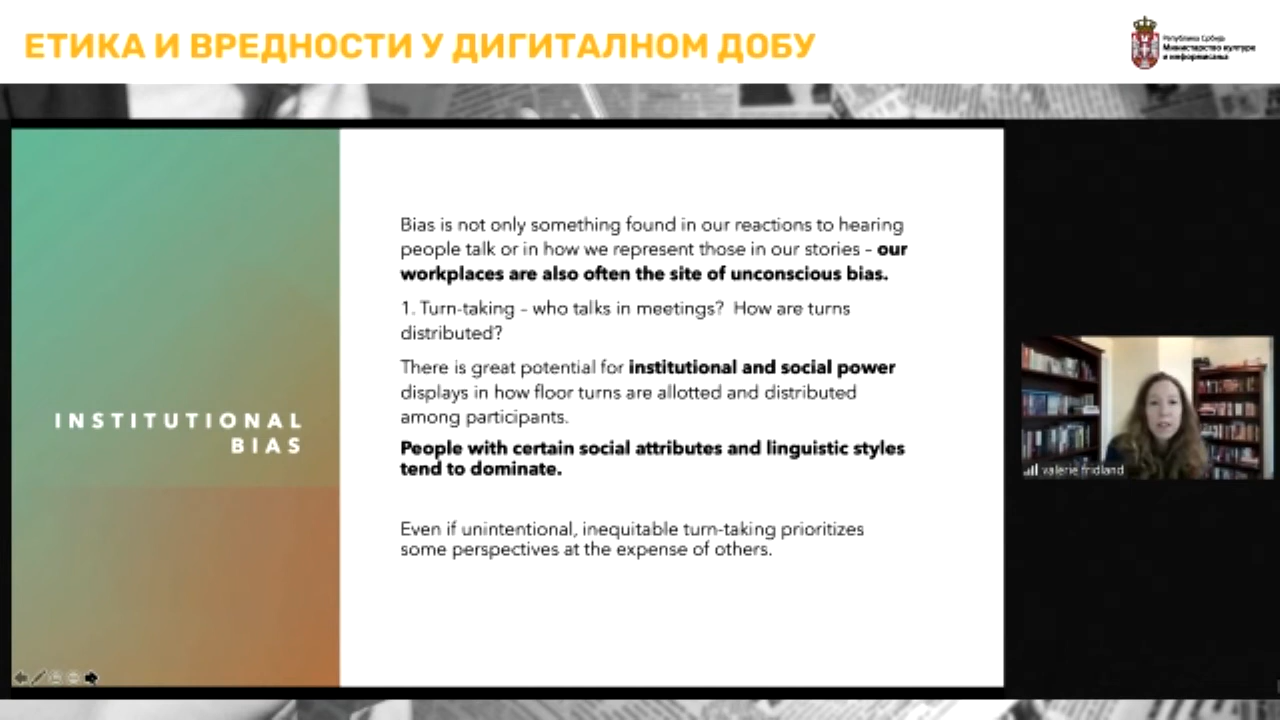 ЕТИКА И ВРЕДНОСТИ У ДИГИТАЛНОМ ДОБУ
Република Србија
Министарство културе
и информисања
INSTITUTIONAL
BIAS
Bias is not only something found in our reactions to hearing
people talk or in how we represent those in our stories – our
workplaces are also often the site of unconscious bias.
1. Turn-taking – who talks in meetings? How are turns
distributed?
There is great potential for institutional and social power
displays in how floor turns are allotted and distributed
among participants.
People with certain social attributes and linguistic styles
tend to dominate.
Even if unintentional, inequitable turn-taking prioritizes
some perspectives at the expense of others.
valerie fridland